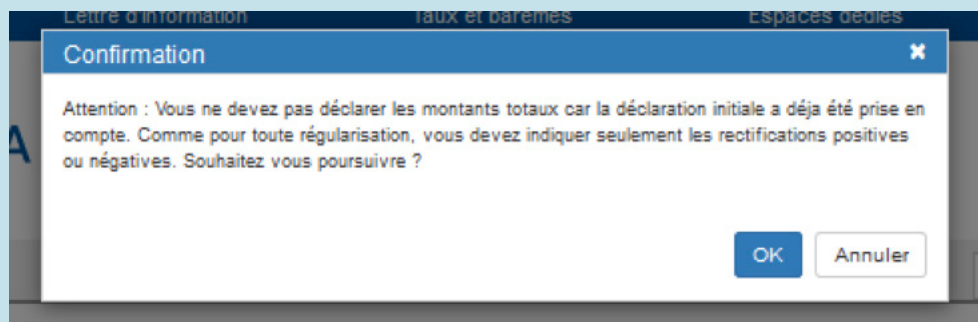 Lettre d'information Taux et barèmes Espaces dédiés
Confirmation
Attention : Vous ne devez pas déclarer les montants totaux car la déclaration initiale a déja été prise en
compte. Comme pour toute régularisation, vous devez indiquer seulement les rectifications positives
ou négatives. Souhaitez vous poursuivre ?
A
OK Annuler